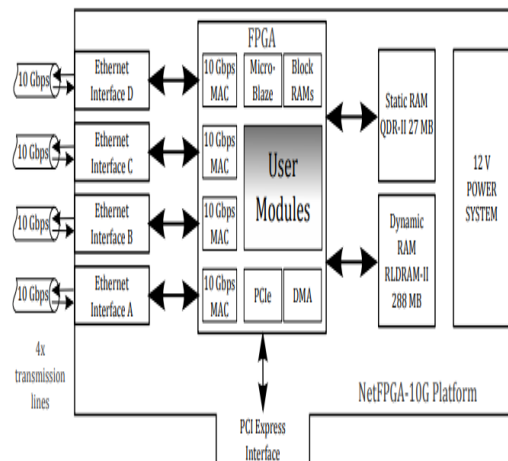 FPGA
10 Gbps
Ethernet
Interface D
10 Gbps
MAC
Micro-
Blaze
Block
RAMs
Static RAM
QDR-II 27 MB
12 V
POWER
SYSTEM
10 Gbps
Ethernet
Interface C
10 Gbps
MAC
User
Modules
10 Gbps
Ethernet
Interface B
10 Gbps
MAC
Dynamic
RAM
RLDRAM-II
288 MB
10 Gbps
Ethernet
Interface A
10 Gbps
MAC
PCIe
DMA
4x
transmission
lines
NetFPGA-10G Platform
PCI Express
Interface